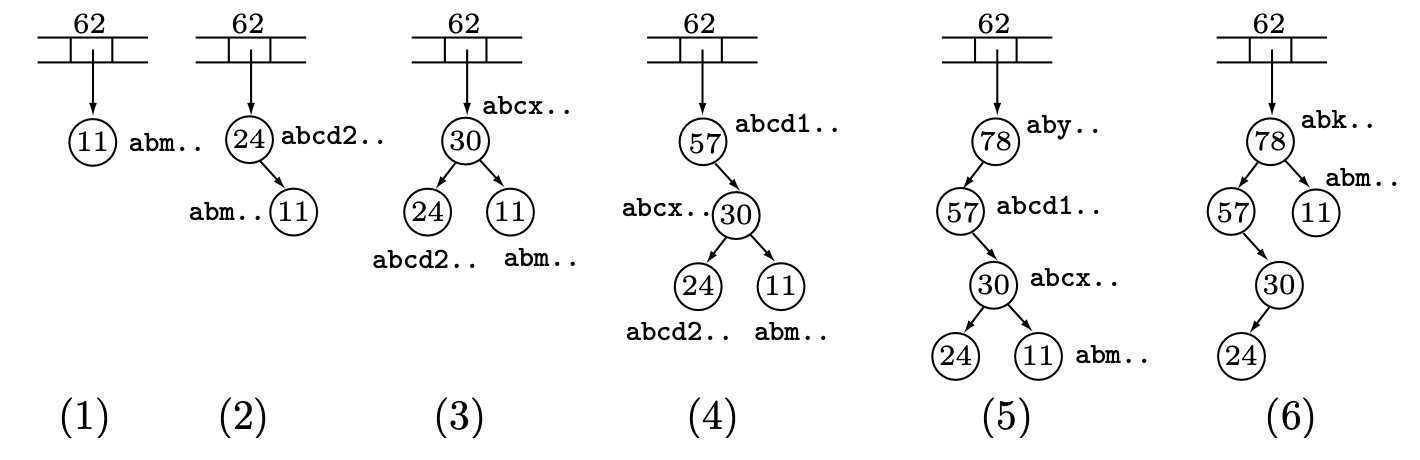 62 62 62 62 62 62
abcx..
11 abm.. 24 abcd2.. 30 57 abcd1.. 78 aby.. 78 abk..
abm..
abm.. 11 24 11 abcx.. 30 57 abcd1.. 57 11
abcd2.. abm.. 24 11 30 abcx.. 30
abcd2.. abm..
24 11 abm.. 24
(1) (2) (3) (4) (5) (6)